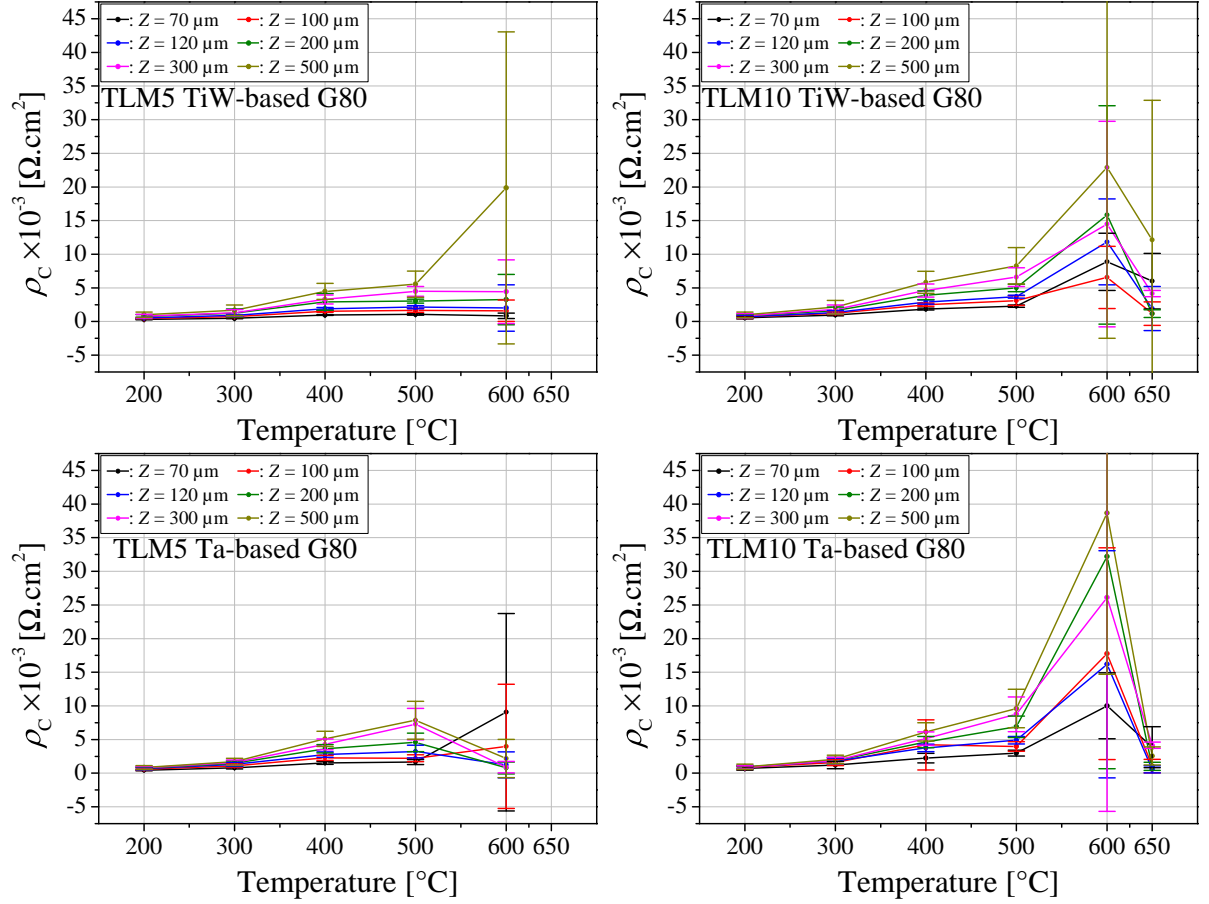 : Z = 70 µm : Z = 100 µm
: Z = 120 µm : Z = 200 µm
: Z = 300 µm : Z = 500 µm
TLM5 TiW-based G80
45
40
35
30
25
20
15
10
5
0
-5
ρC ×10⁻³ [Ω.cm²]
200 300 400 500 600 650
Temperature [°C]
: Z = 70 µm : Z = 100 µm
: Z = 120 µm : Z = 200 µm
: Z = 300 µm : Z = 500 µm
TLM10 TiW-based G80
45
40
35
30
25
20
15
10
5
0
-5
ρC ×10⁻³ [Ω.cm²]
200 300 400 500 600 650
Temperature [°C]
: Z = 70 µm : Z = 100 µm
: Z = 120 µm : Z = 200 µm
: Z = 300 µm : Z = 500 µm
TLM5 Ta-based G80
45
40
35
30
25
20
15
10
5
0
-5
ρC ×10⁻³ [Ω.cm²]
200 300 400 500 600 650
Temperature [°C]
: Z = 70 µm : Z = 100 µm
: Z = 120 µm : Z = 200 µm
: Z = 300 µm : Z = 500 µm
TLM10 Ta-based G80
45
40
35
30
25
20
15
10
5
0
-5
ρC ×10⁻³ [Ω.cm²]
200 300 400 500 600 650
Temperature [°C]